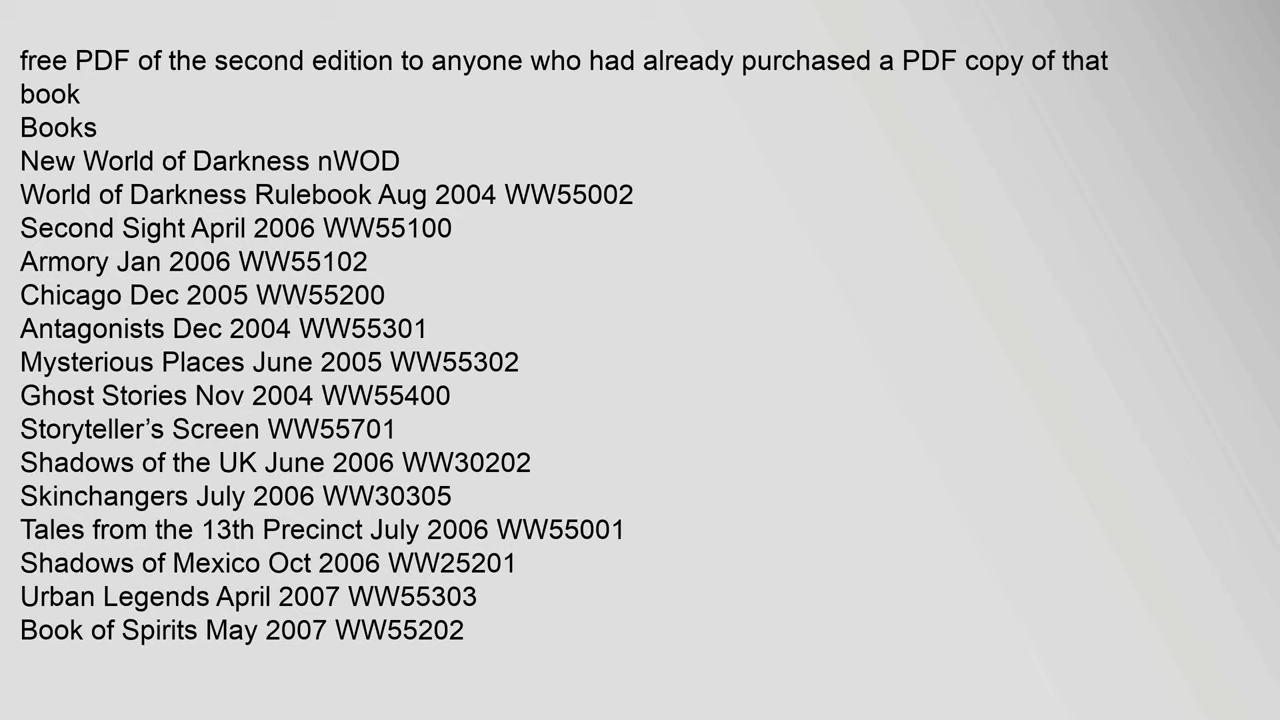 free PDF of the second edition to anyone who had already purchased a PDF copy of that
book
Books
New World of Darkness nWOD
World of Darkness Rulebook Aug 2004 WW55002
Second Sight April 2006 WW55100
Armory Jan 2006 WW55102
Chicago Dec 2005 WW55200
Antagonists Dec 2004 WW55301
Mysterious Places June 2005 WW55302
Ghost Stories Nov 2004 WW55400
Storyteller’s Screen WW55701
Shadows of the UK June 2006 WW30202
Skinchangers July 2006 WW30305
Tales from the 13th Precinct July 2006 WW55001
Shadows of Mexico Oct 2006 WW25201
Urban Legends April 2007 WW55303
Book of Spirits May 2007 WW55202